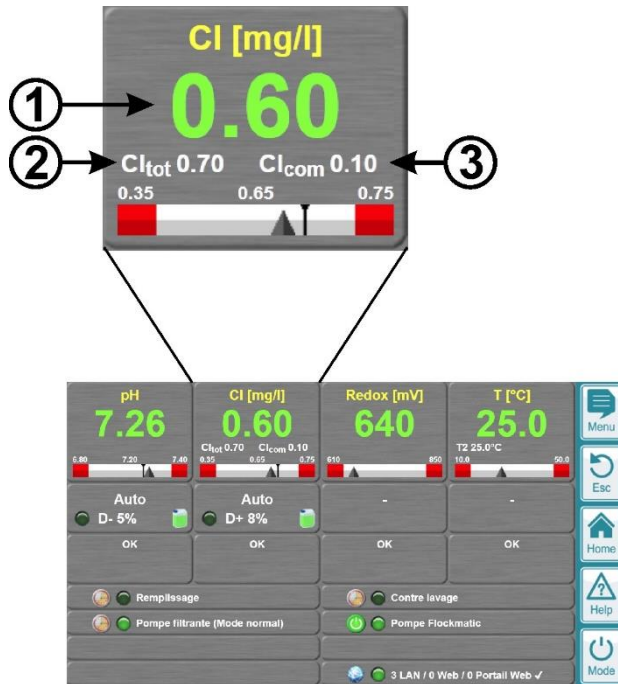 Cl [mg/l]
1
0.60
2
Cltot 0.70 Clcom 0.10
3
0.35 0.65 0.75
pH Cl [mg/l] Redox [mV] T [°C]
7.26 0.60 640 25.0
Cltot 0.70 Clcom 0.10 T2 25.0°C
6.80 7.20 7.40 0.35 0.65 0.75 610 850 10.0 50.0
Menu
Auto Auto - -
D- 5% D+ 8%
Esc
OK OK OK OK
Home
Remplissage Contre lavage
Help
Pompe filtrante (Mode normal) Pompe Flockmatic
3 LAN / 0 Web / 0 Portail Web ✓
Mode